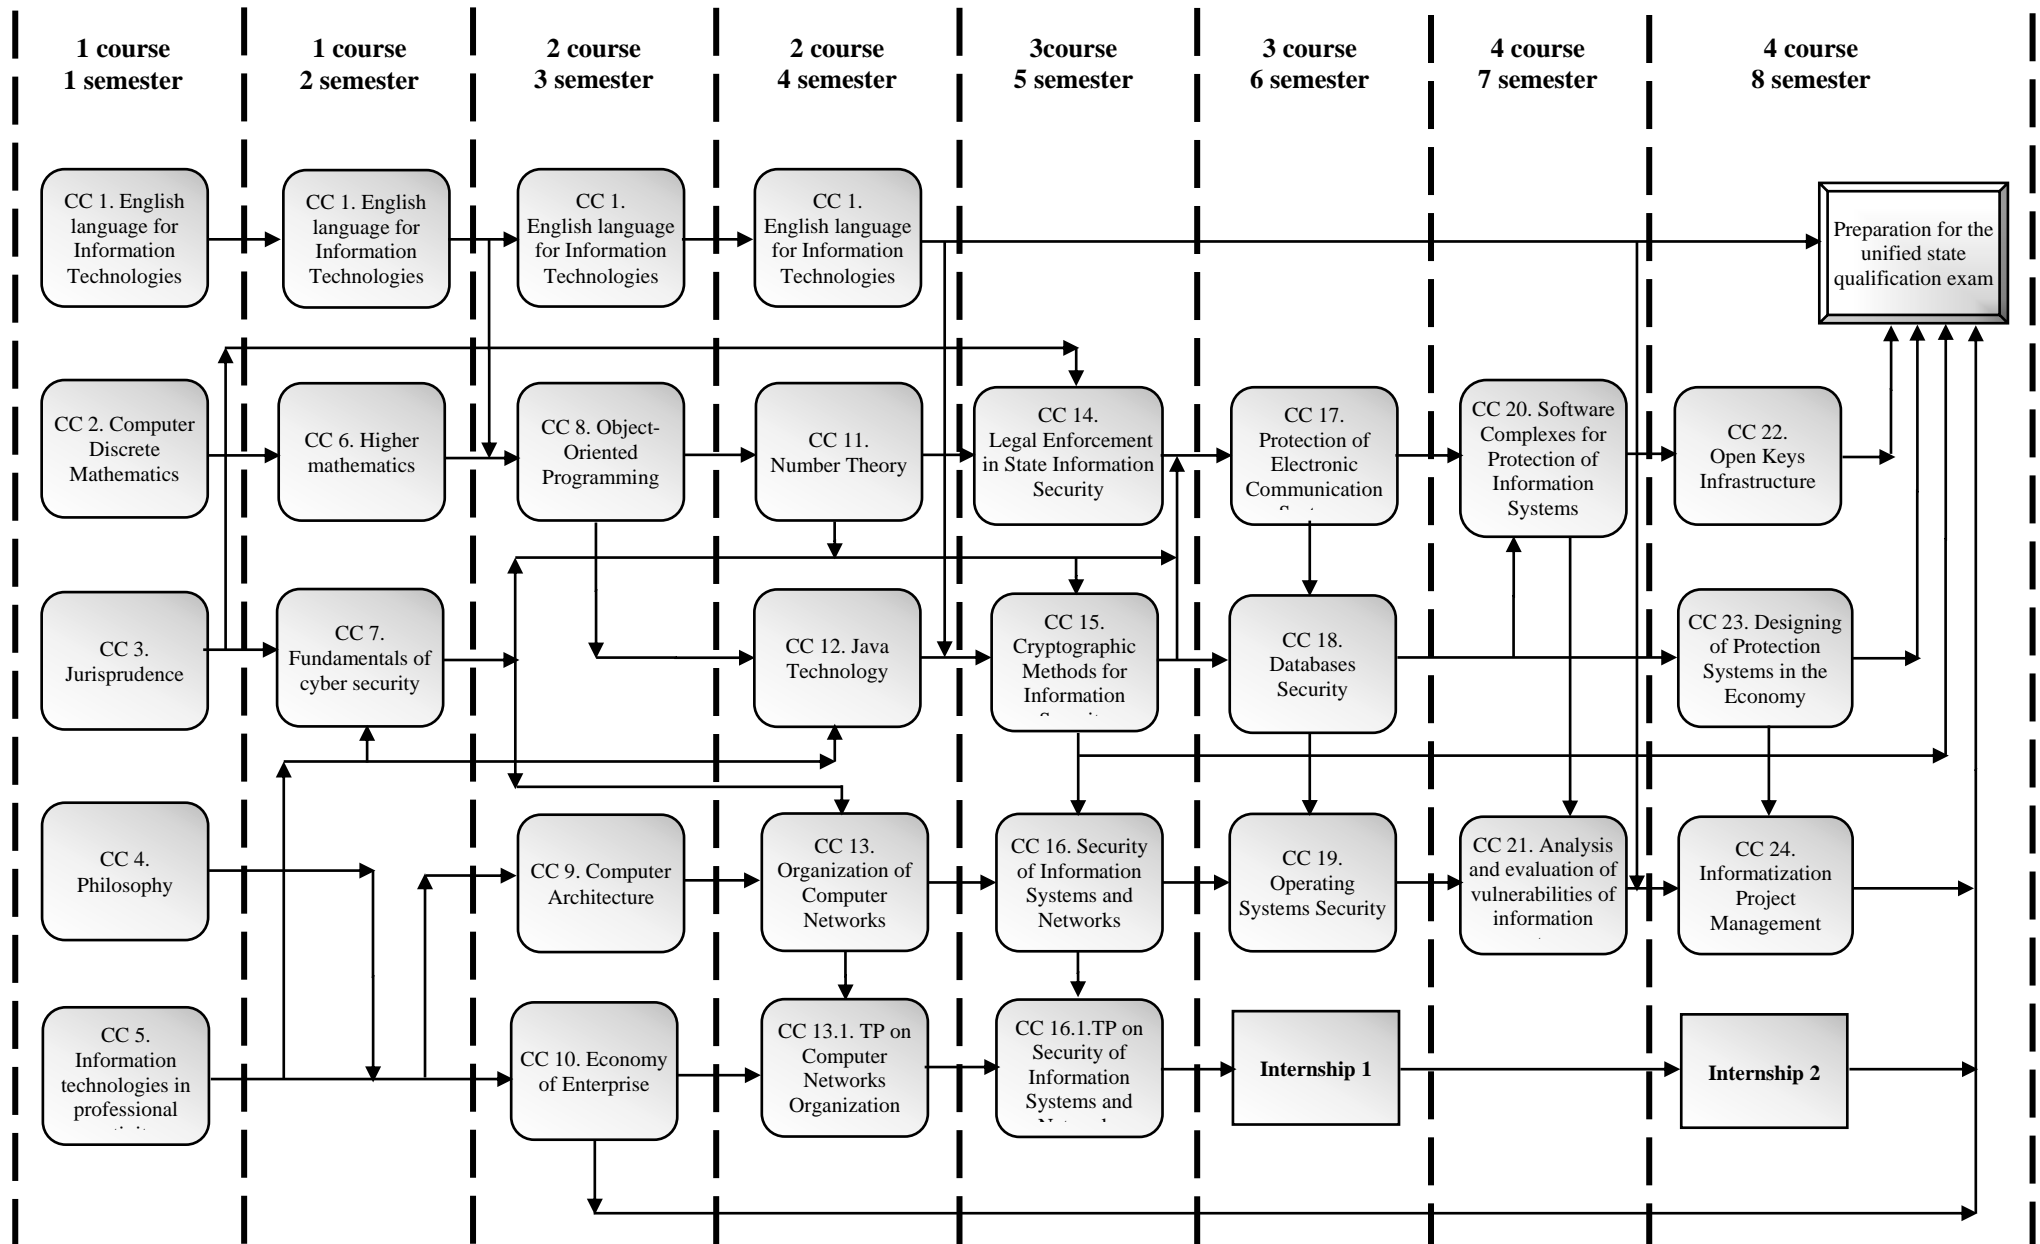 1 course
1 semester
1 course
2 semester
2 course
3 semester
2 course
4 semester
3course
5 semester
3 course
6 semester
4 course
7 semester
4 course
8 semester
CC 1. English
language for
Information
Technologies
CC 1. English
language for
Information
Technologies
CC 1.
English language
for Information
Technologies
CC 1.
English language
for Information
Technologies
Preparation for the
unified state
qualification exam
CC 2. Computer
Discrete
Mathematics
CC 6. Higher
mathematics
CC 8. Object-
Oriented
Programming
CC 11.
Number Theory
CC 14.
Legal Enforcement
in State Information
Security
CC 17.
Protection of
Electronic
Communication
CC 20. Software
Complexes for
Protection of
Information
Systems
CC 22.
Open Keys
Infrastructure
CC 3.
Jurisprudence
CC 7.
Fundamentals of
cyber security
CC 12. Java
Technology
CC 15.
Cryptographic
Methods for
Information
CC 18.
Databases
Security
CC 23. Designing
of Protection
Systems in the
Economy
CC 4.
Philosophy
CC 9. Computer
Architecture
CC 13.
Organization of
Computer
Networks
CC 16. Security
of Information
Systems and
Networks
CC 19.
Operating
Systems Security
CC 21. Analysis
and evaluation of
vulnerabilities of
information
CC 24.
Informatization
Project
Management
CC 5.
Information
technologies in
professional
CC 10. Economy
of Enterprise
CC 13.1. TP on
Computer
Networks
Organization
CC 16.1.TP on
Security of
Information
Systems and
Internship 1
Internship 2